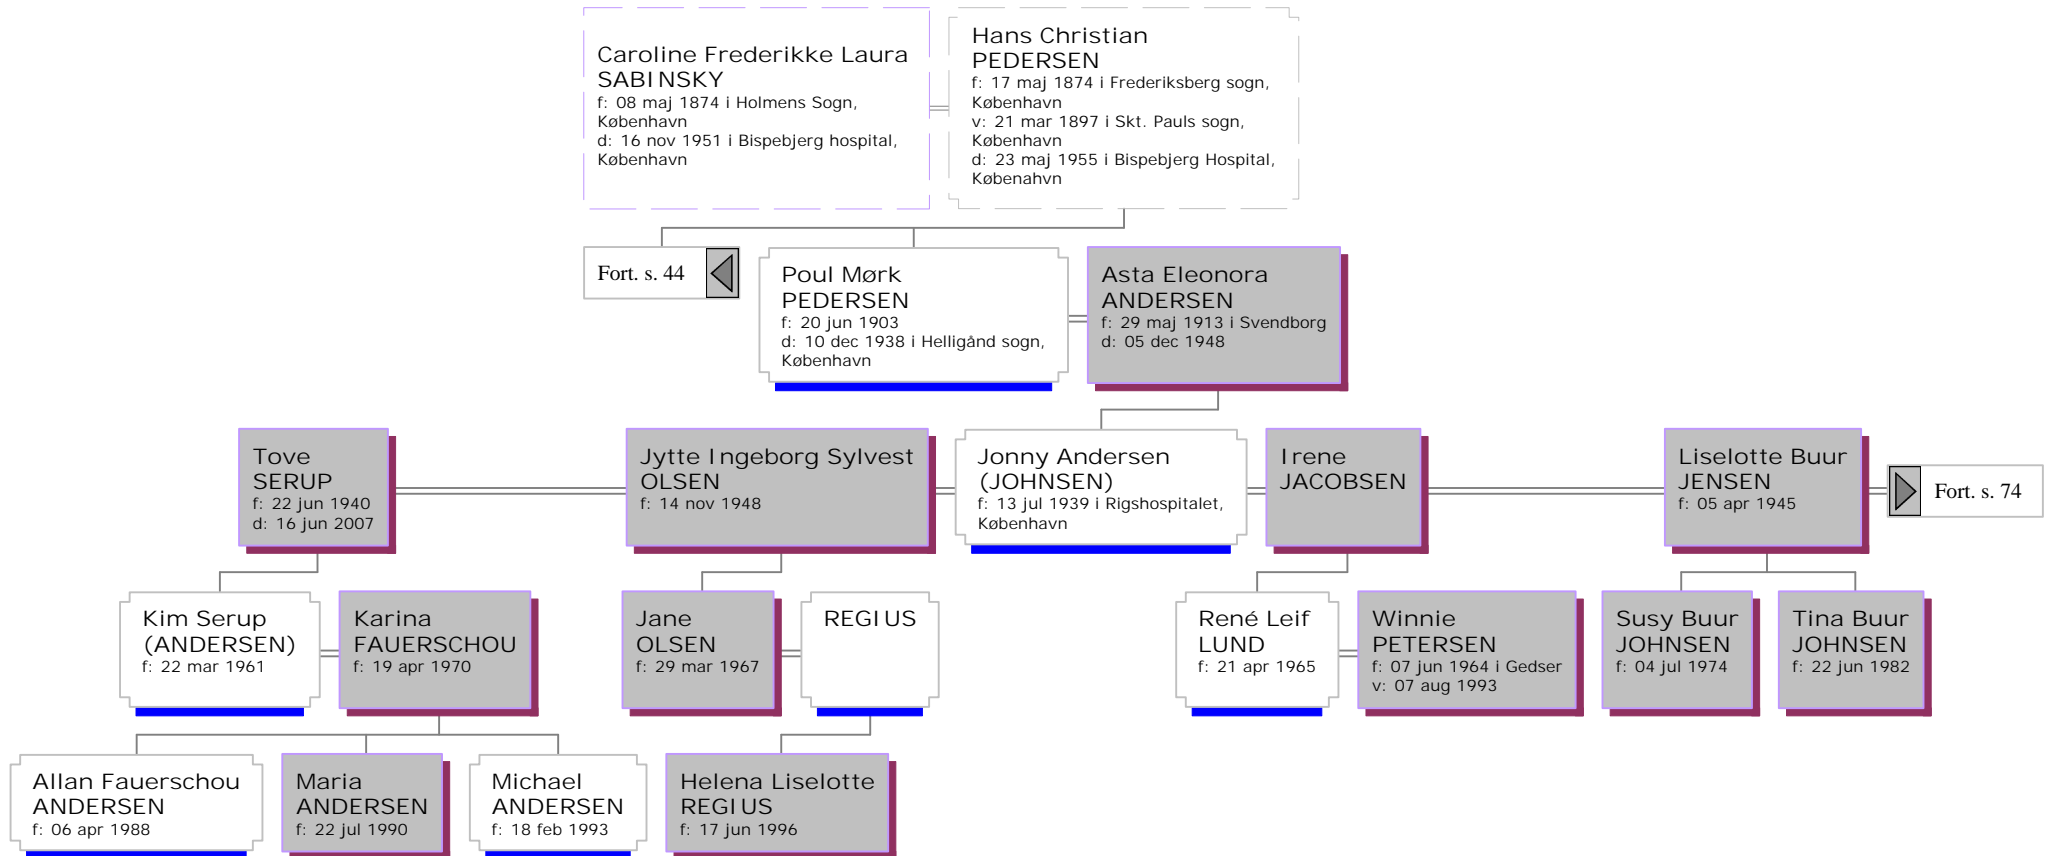 Caroline Frederikke Laura
SABINSKY
f: 08 maj 1874 i Holmens Sogn,
København
d: 16 nov 1951 i Bispebjerg hospital,
København
Hans Christian
PEDERSEN
f: 17 maj 1874 i Frederiksberg sogn,
København
v: 21 mar 1897 i Skt. Pauls sogn,
København
d: 23 maj 1955 i Bispebjerg Hospital,
Købenahvn
Fort. s. 44
Poul Mørk
PEDERSEN
f: 20 jun 1903
d: 10 dec 1938 i Helligånd sogn,
København
Asta Eleonora
ANDERSEN
f: 29 maj 1913 i Svendborg
d: 05 dec 1948
Tove
SERUP
f: 22 jun 1940
d: 16 jun 2007
Jytte Ingeborg Sylvest
OLSEN
f: 14 nov 1948
Jonny Andersen
(JOHNSEN)
f: 13 jul 1939 i Rigshospitalet,
København
Irene
JACOBSEN
Liselotte Buur
JENSEN
f: 05 apr 1945
Fort. s. 74
Kim Serup
(ANDERSEN)
f: 22 mar 1961
Karina
FAUERSCHOU
f: 19 apr 1970
Jane
OLSEN
f: 29 mar 1967
REGIUS
René Leif
LUND
f: 21 apr 1965
Winnie
PETERSEN
f: 07 jun 1964 i Gedser
v: 07 aug 1993
Susy Buur
JOHNSEN
f: 04 jul 1974
Tina Buur
JOHNSEN
f: 22 jun 1982
Allan Fauerschou
ANDERSEN
f: 06 apr 1988
Maria
ANDERSEN
f: 22 jul 1990
Michael
ANDERSEN
f: 18 feb 1993
Helena Liselotte
REGIUS
f: 17 jun 1996